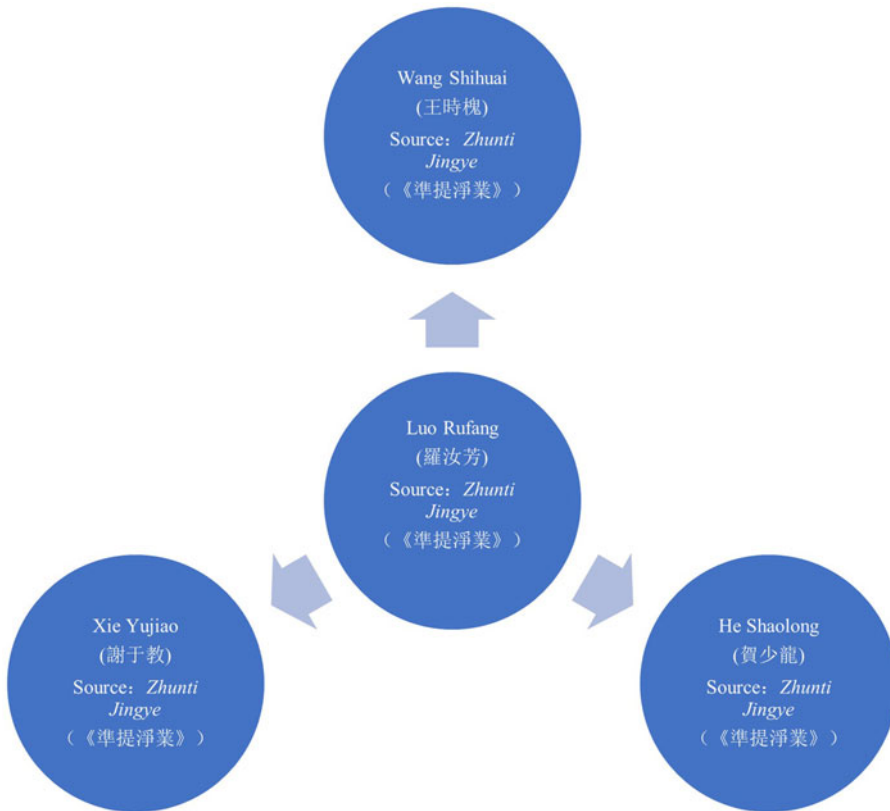 Wang Shihuai
(王時槐)
Source：Zhunti
Jingye
（《準提淨業》）
Luo Rufang
(羅汝芳)
Source：Zhunti
Jingye
（《準提淨業》）
Xie Yujiao
(謝于教)
Source：Zhunti
Jingye
（《準提淨業》）
He Shaolong
(賀少龍)
Source：Zhunti
Jingye
（《準提淨業》）